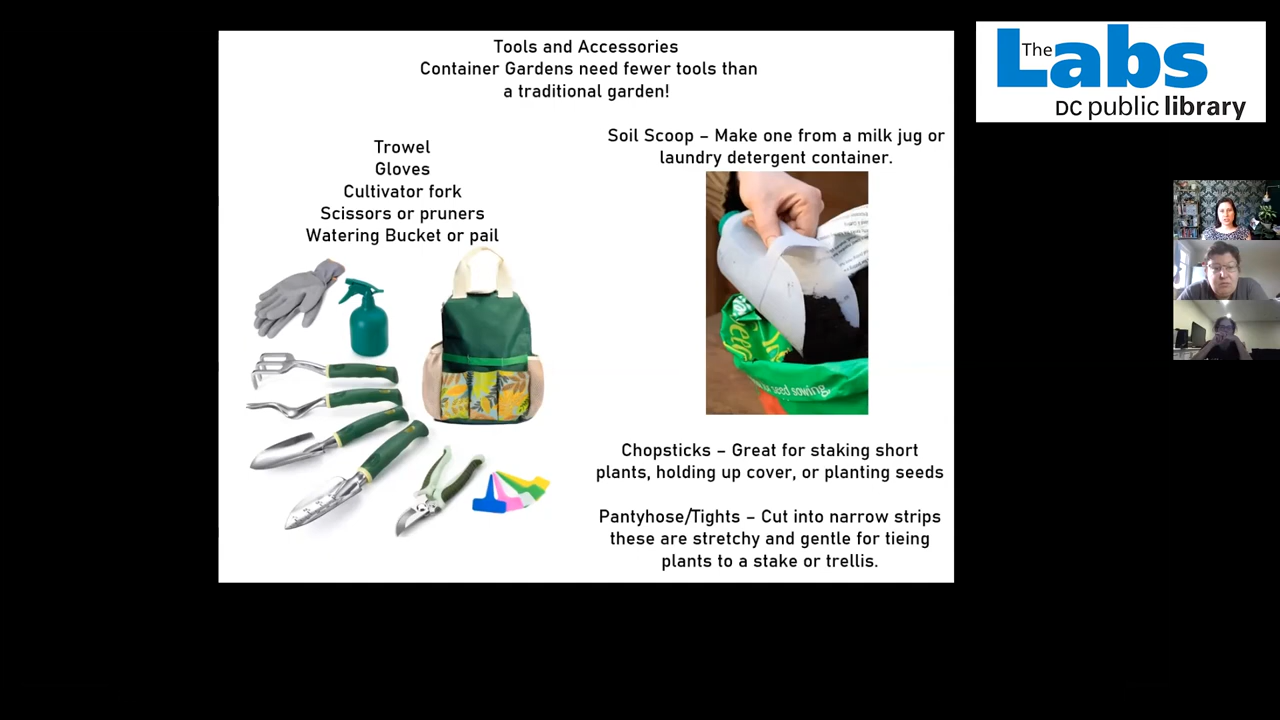 Tools and Accessories
Container Gardens need fewer tools than
a traditional garden!
Trowel
Gloves
Cultivator fork
Scissors or pruners
Watering Bucket or pail
Soil Scoop – Make one from a milk jug or
laundry detergent container.
seed sowing
Chopsticks – Great for staking short
plants, holding up cover, or planting seeds
Pantyhose/Tights – Cut into narrow strips
these are stretchy and gentle for tieing
plants to a stake or trellis.
The Labs
DC public library